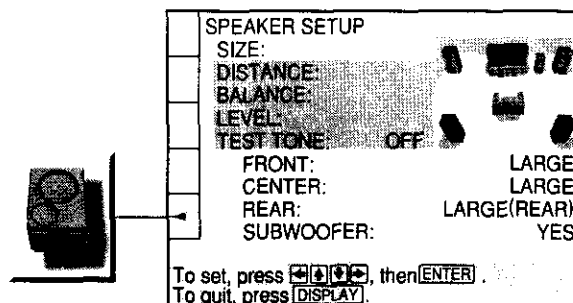 SPEAKER SETUP
SIZE:
DISTANCE:
BALANCE:
LEVEL:
TEST TONE: OFF
FRONT: LARGE
CENTER: LARGE
REAR: LARGE(REAR)
SUBWOOFER: YES
To set, press ←↑↓→, then ENTER .
To quit, press DISPLAY.